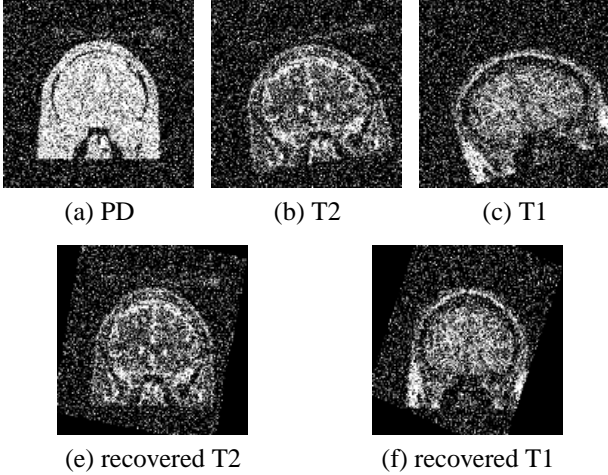 (a) PD
(b) T2
(c) T1
(e) recovered T2
(f) recovered T1